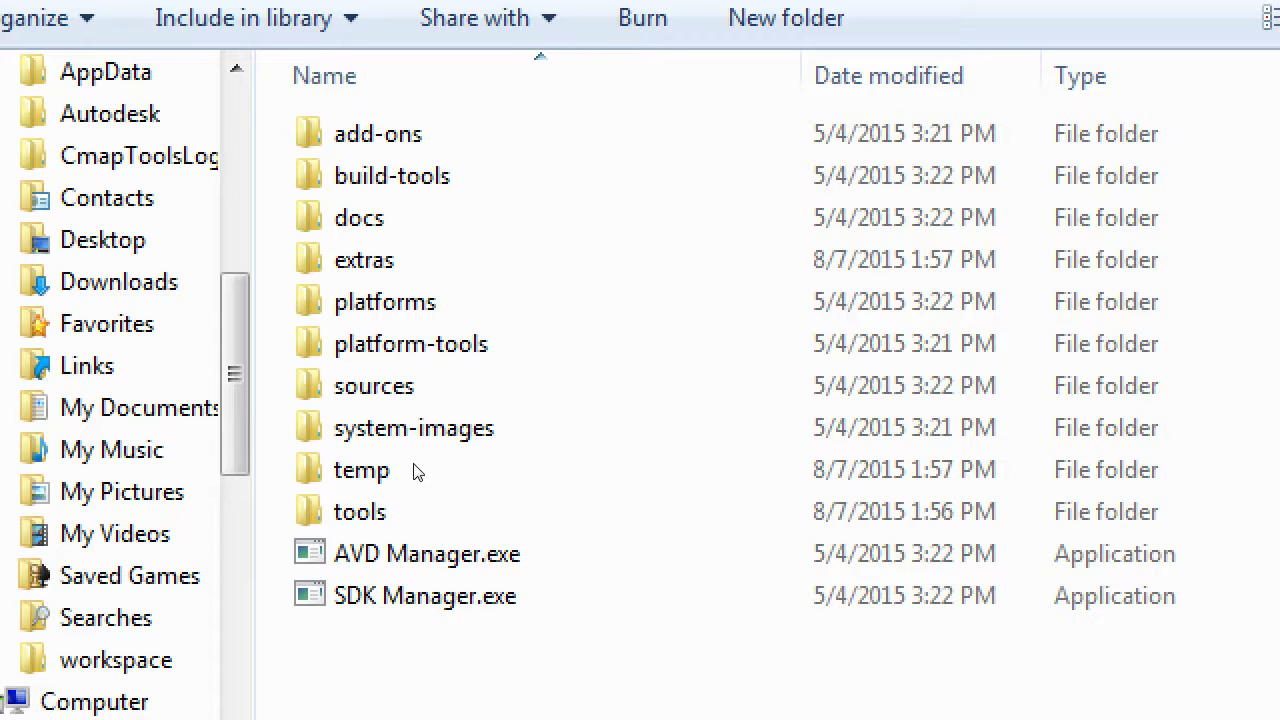 ganize Include in library Share with Burn New folder
AppData
Autodesk
CmapToolsLog
Contacts
Desktop
Downloads
Favorites
Links
My Documents
My Music
My Pictures
My Videos
Saved Games
Searches
workspace
Computer
Name Date modified Type
add-ons 5/4/2015 3:21 PM File folder
build-tools 5/4/2015 3:22 PM File folder
docs 5/4/2015 3:22 PM File folder
extras 8/7/2015 1:57 PM File folder
platforms 5/4/2015 3:22 PM File folder
platform-tools 5/4/2015 3:21 PM File folder
sources 5/4/2015 3:22 PM File folder
system-images 5/4/2015 3:21 PM File folder
temp 8/7/2015 1:57 PM File folder
tools 8/7/2015 1:56 PM File folder
AVD Manager.exe 5/4/2015 3:22 PM Application
SDK Manager.exe 5/4/2015 3:22 PM Application